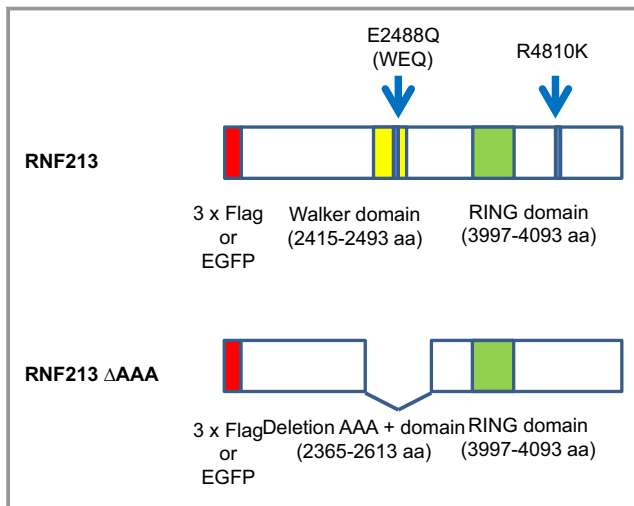 E2488Q
(WEQ)
R4810K
RNF213
3 x Flag
or
EGFP
Walker domain
(2415-2493 aa)
RING domain
(3997-4093 aa)
RNF213 ∆AAA
3 x Flag
or
EGFP
Deletion AAA + domain
(2365-2613 aa)
RING domain
(3997-4093 aa)